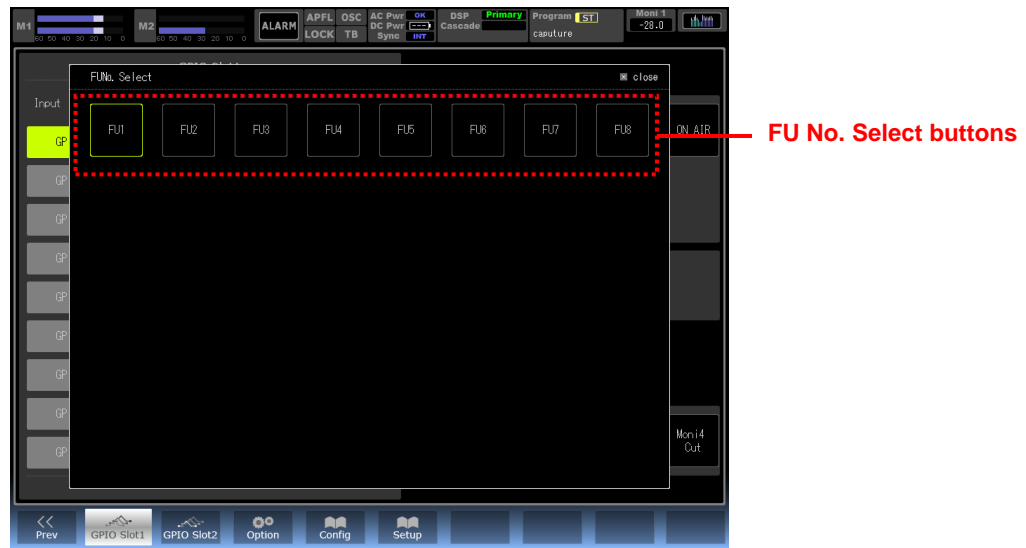 M1 60 50 40 30 20 10 0
M2 60 50 40 30 20 10 0
ALARM
APFL OSC
LOCK TB
AC Pwr OK
DC Pwr [---]
Sync INT
DSP Primary
Cascade
Program ST
caputure
Moni 1
-28.0
FUNo. Select
close
Input
FU1 FU2 FU3 FU4 FU5 FU6 FU7 FU8
ON AIR
FU No. Select buttons
GP
GP
GP
GP
GP
GP
GP
GP
GP
Moni4
Cut
<<
Prev
GPIO Slot1
GPIO Slot2
Option
Config
Setup